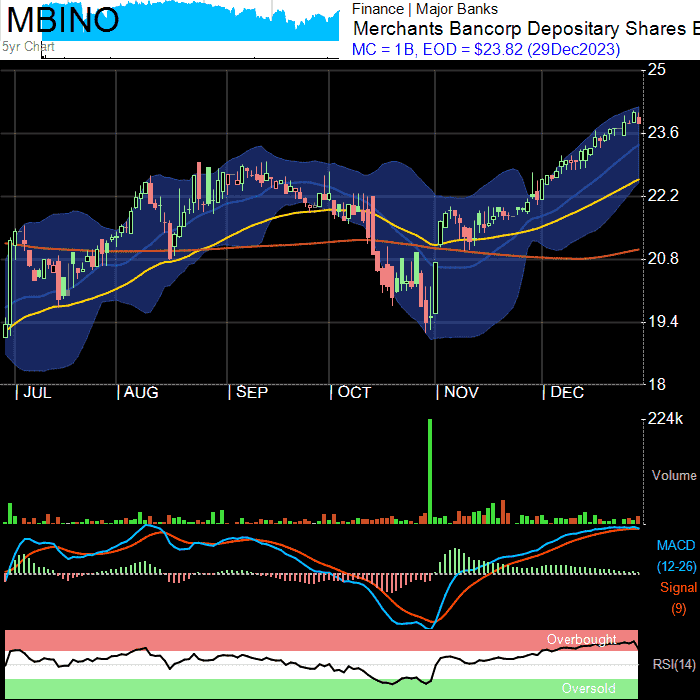 MBINO
5yr Chart
Finance | Major Banks
Merchants Bancorp Depositary Shares E
MC = 1B, EOD = $23.82 (29Dec2023)
25
23.6
22.2
20.8
19.4
18
| JUL | AUG | SEP | OCT | NOV | DEC
224k
Volume
MACD
(12-26)
Signal
(9)
Overbought
RSI(14)
Oversold